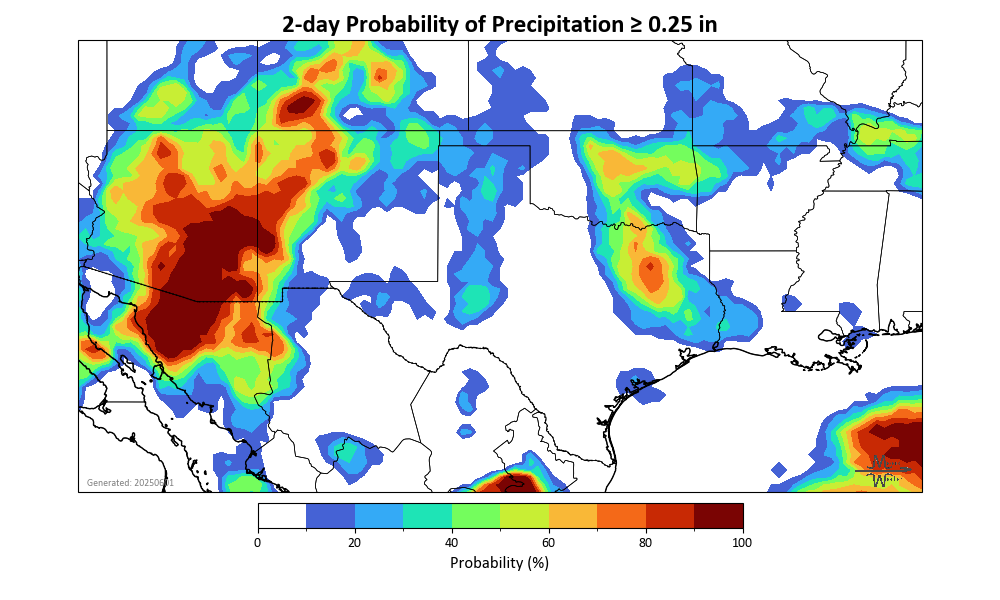 2-day Probability of Precipitation ≥ 0.25 in
Generated: 20250601
M
W
0 20 40 60 80 100
Probability (%)